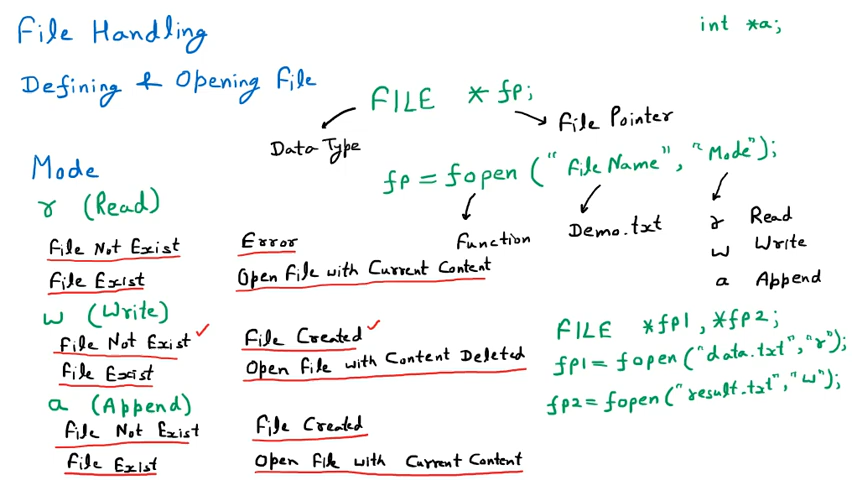 File Handling
int *a;
Defining & Opening File
FILE * fp;
Data Type
File Pointer
fp = fopen ("File Name", "Mode");
Function
Demo.txt
r Read
w Write
a Append
Mode
r (Read)
File Not Exist Error
File Exist Open File with Current Content
w (Write)
File Not Exist File Created
File Exist Open File with Content Deleted
a (Append)
File Not Exist File Created
File Exist Open File with Current Content
FILE *fp1, *fp2;
fp1 = fopen ("data.txt", "r");
fp2 = fopen ("result.txt", "w");